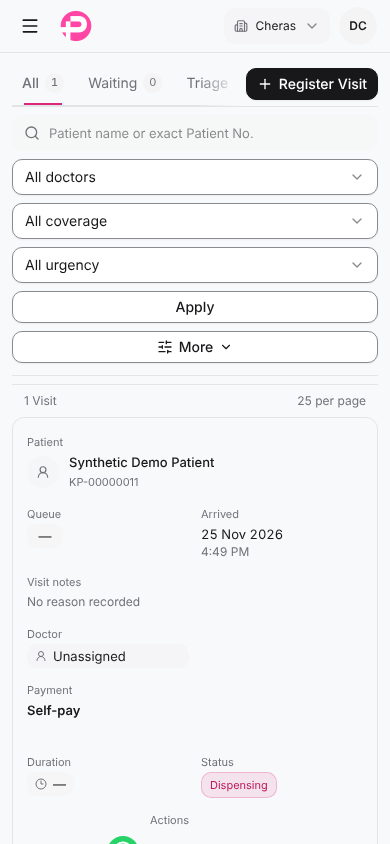 Cheras
DC
All 1 Waiting 0 Triage
+ Register Visit
Patient name or exact Patient No.
All doctors
All coverage
All urgency
Apply
More
1 Visit 25 per page
Patient
Synthetic Demo Patient
KP-00000011
Queue Arrived
— 25 Nov 2026
4:49 PM
Visit notes
No reason recorded
Doctor
Unassigned
Payment
Self-pay
Duration Status
— Dispensing
Actions